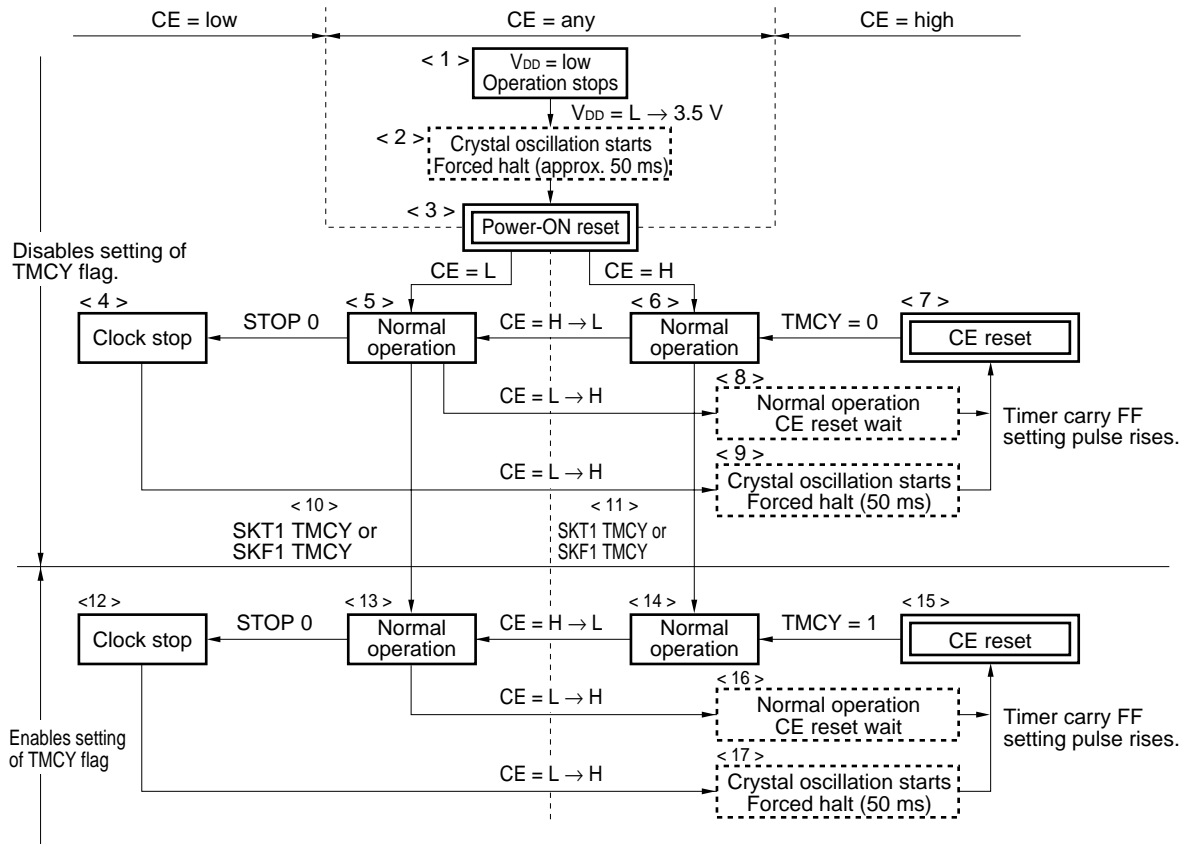 CE = low
CE = any
CE = high
< 1 >
VDD = low
Operation stops
VDD = L → 3.5 V
< 2 >
Crystal oscillation starts
Forced halt (approx. 50 ms)
< 3 >
Power-ON reset
Disables setting of
TMCY flag.
CE = L
CE = H
< 4 >
Clock stop
STOP 0
< 5 >
Normal
operation
CE = H → L
< 6 >
Normal
operation
TMCY = 0
< 7 >
CE reset
CE = L → H
< 8 >
Normal operation
CE reset wait
Timer carry FF
setting pulse rises.
CE = L → H
< 9 >
Crystal oscillation starts
Forced halt (50 ms)
< 10 >
SKT1 TMCY or
SKF1 TMCY
< 11 >
SKT1 TMCY or
SKF1 TMCY
<12 >
Clock stop
STOP 0
< 13 >
Normal
operation
CE = H → L
< 14 >
Normal
operation
TMCY = 1
< 15 >
CE reset
CE = L → H
< 16 >
Normal operation
CE reset wait
Timer carry FF
setting pulse rises.
Enables setting
of TMCY flag
CE = L → H
< 17 >
Crystal oscillation starts
Forced halt (50 ms)